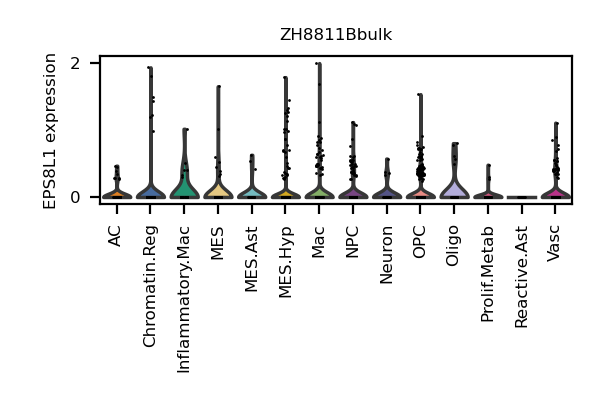 ZH8811Bbulk
EPS8L1 expression
2
0
AC
Chromatin.Reg
Inflammatory.Mac
MES
MES.Ast
MES.Hyp
Mac
NPC
Neuron
OPC
Oligo
Prolif.Metab
Reactive.Ast
Vasc